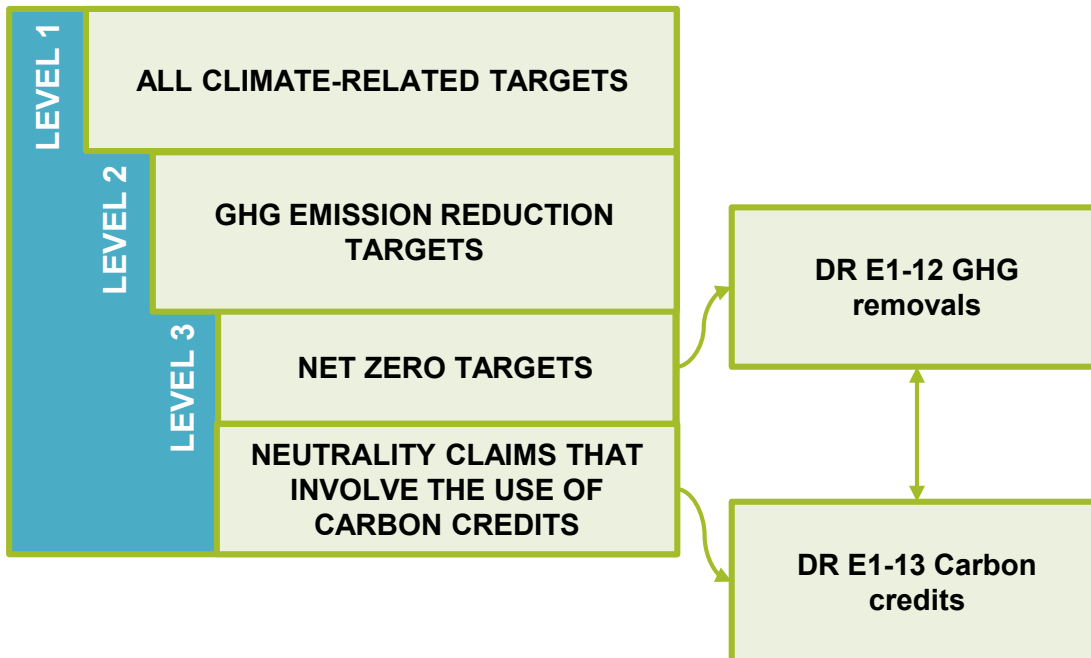 LEVEL 1
ALL CLIMATE-RELATED TARGETS
LEVEL 2
GHG EMISSION REDUCTION
TARGETS
LEVEL 3
NET ZERO TARGETS
NEUTRALITY CLAIMS THAT
INVOLVE THE USE OF
CARBON CREDITS
DR E1-12 GHG
removals
DR E1-13 Carbon
credits